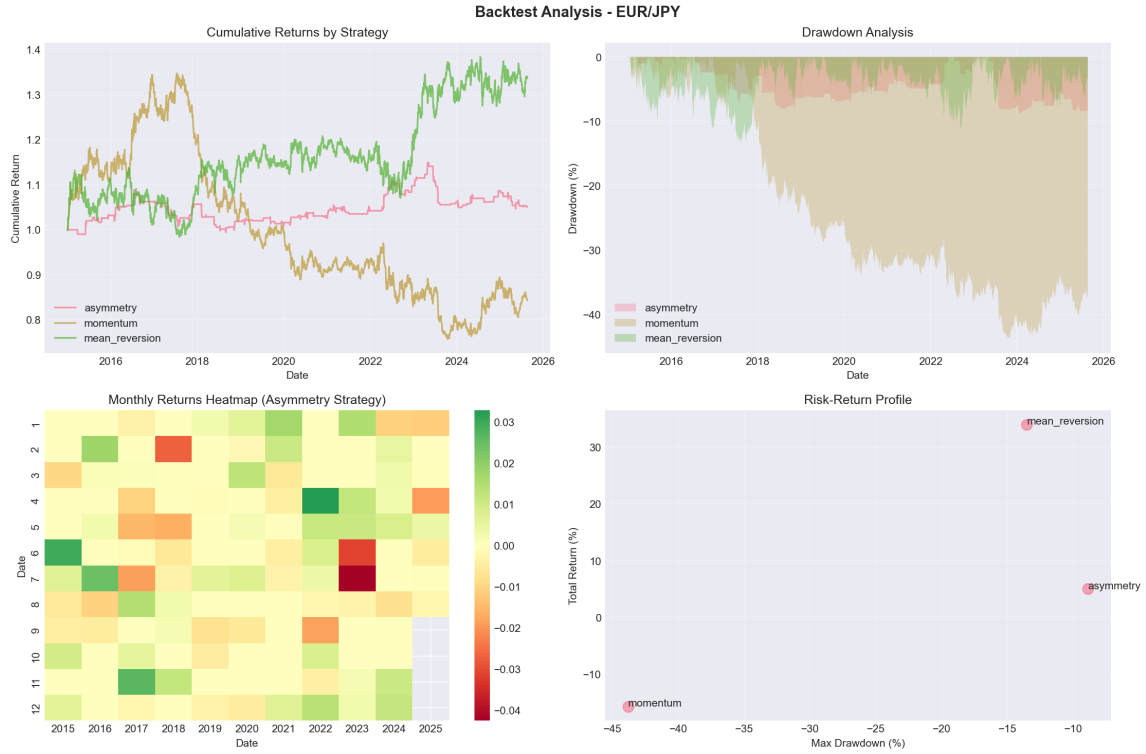 Backtest Analysis - EUR/JPY
Cumulative Returns by Strategy
1.4
1.3
1.2
1.1
1.0
0.9
0.8
Cumulative Return
asymmetry
momentum
mean_reversion
2016 2018 2020 2022 2024 2026
Date
Drawdown Analysis
0
−10
−20
−30
−40
Drawdown (%)
asymmetry
momentum
mean_reversion
2016 2018 2020 2022 2024 2026
Date
Monthly Returns Heatmap (Asymmetry Strategy)
1
2
3
4
5
6
7
8
9
10
11
12
Date
2015 2016 2017 2018 2019 2020 2021 2022 2023 2024 2025
Date
0.03
0.02
0.01
0.00
−0.01
−0.02
−0.03
−0.04
Risk-Return Profile
30
20
10
0
−10
Total Return (%)
mean_reversion
asymmetry
momentum
−45 −40 −35 −30 −25 −20 −15 −10
Max Drawdown (%)